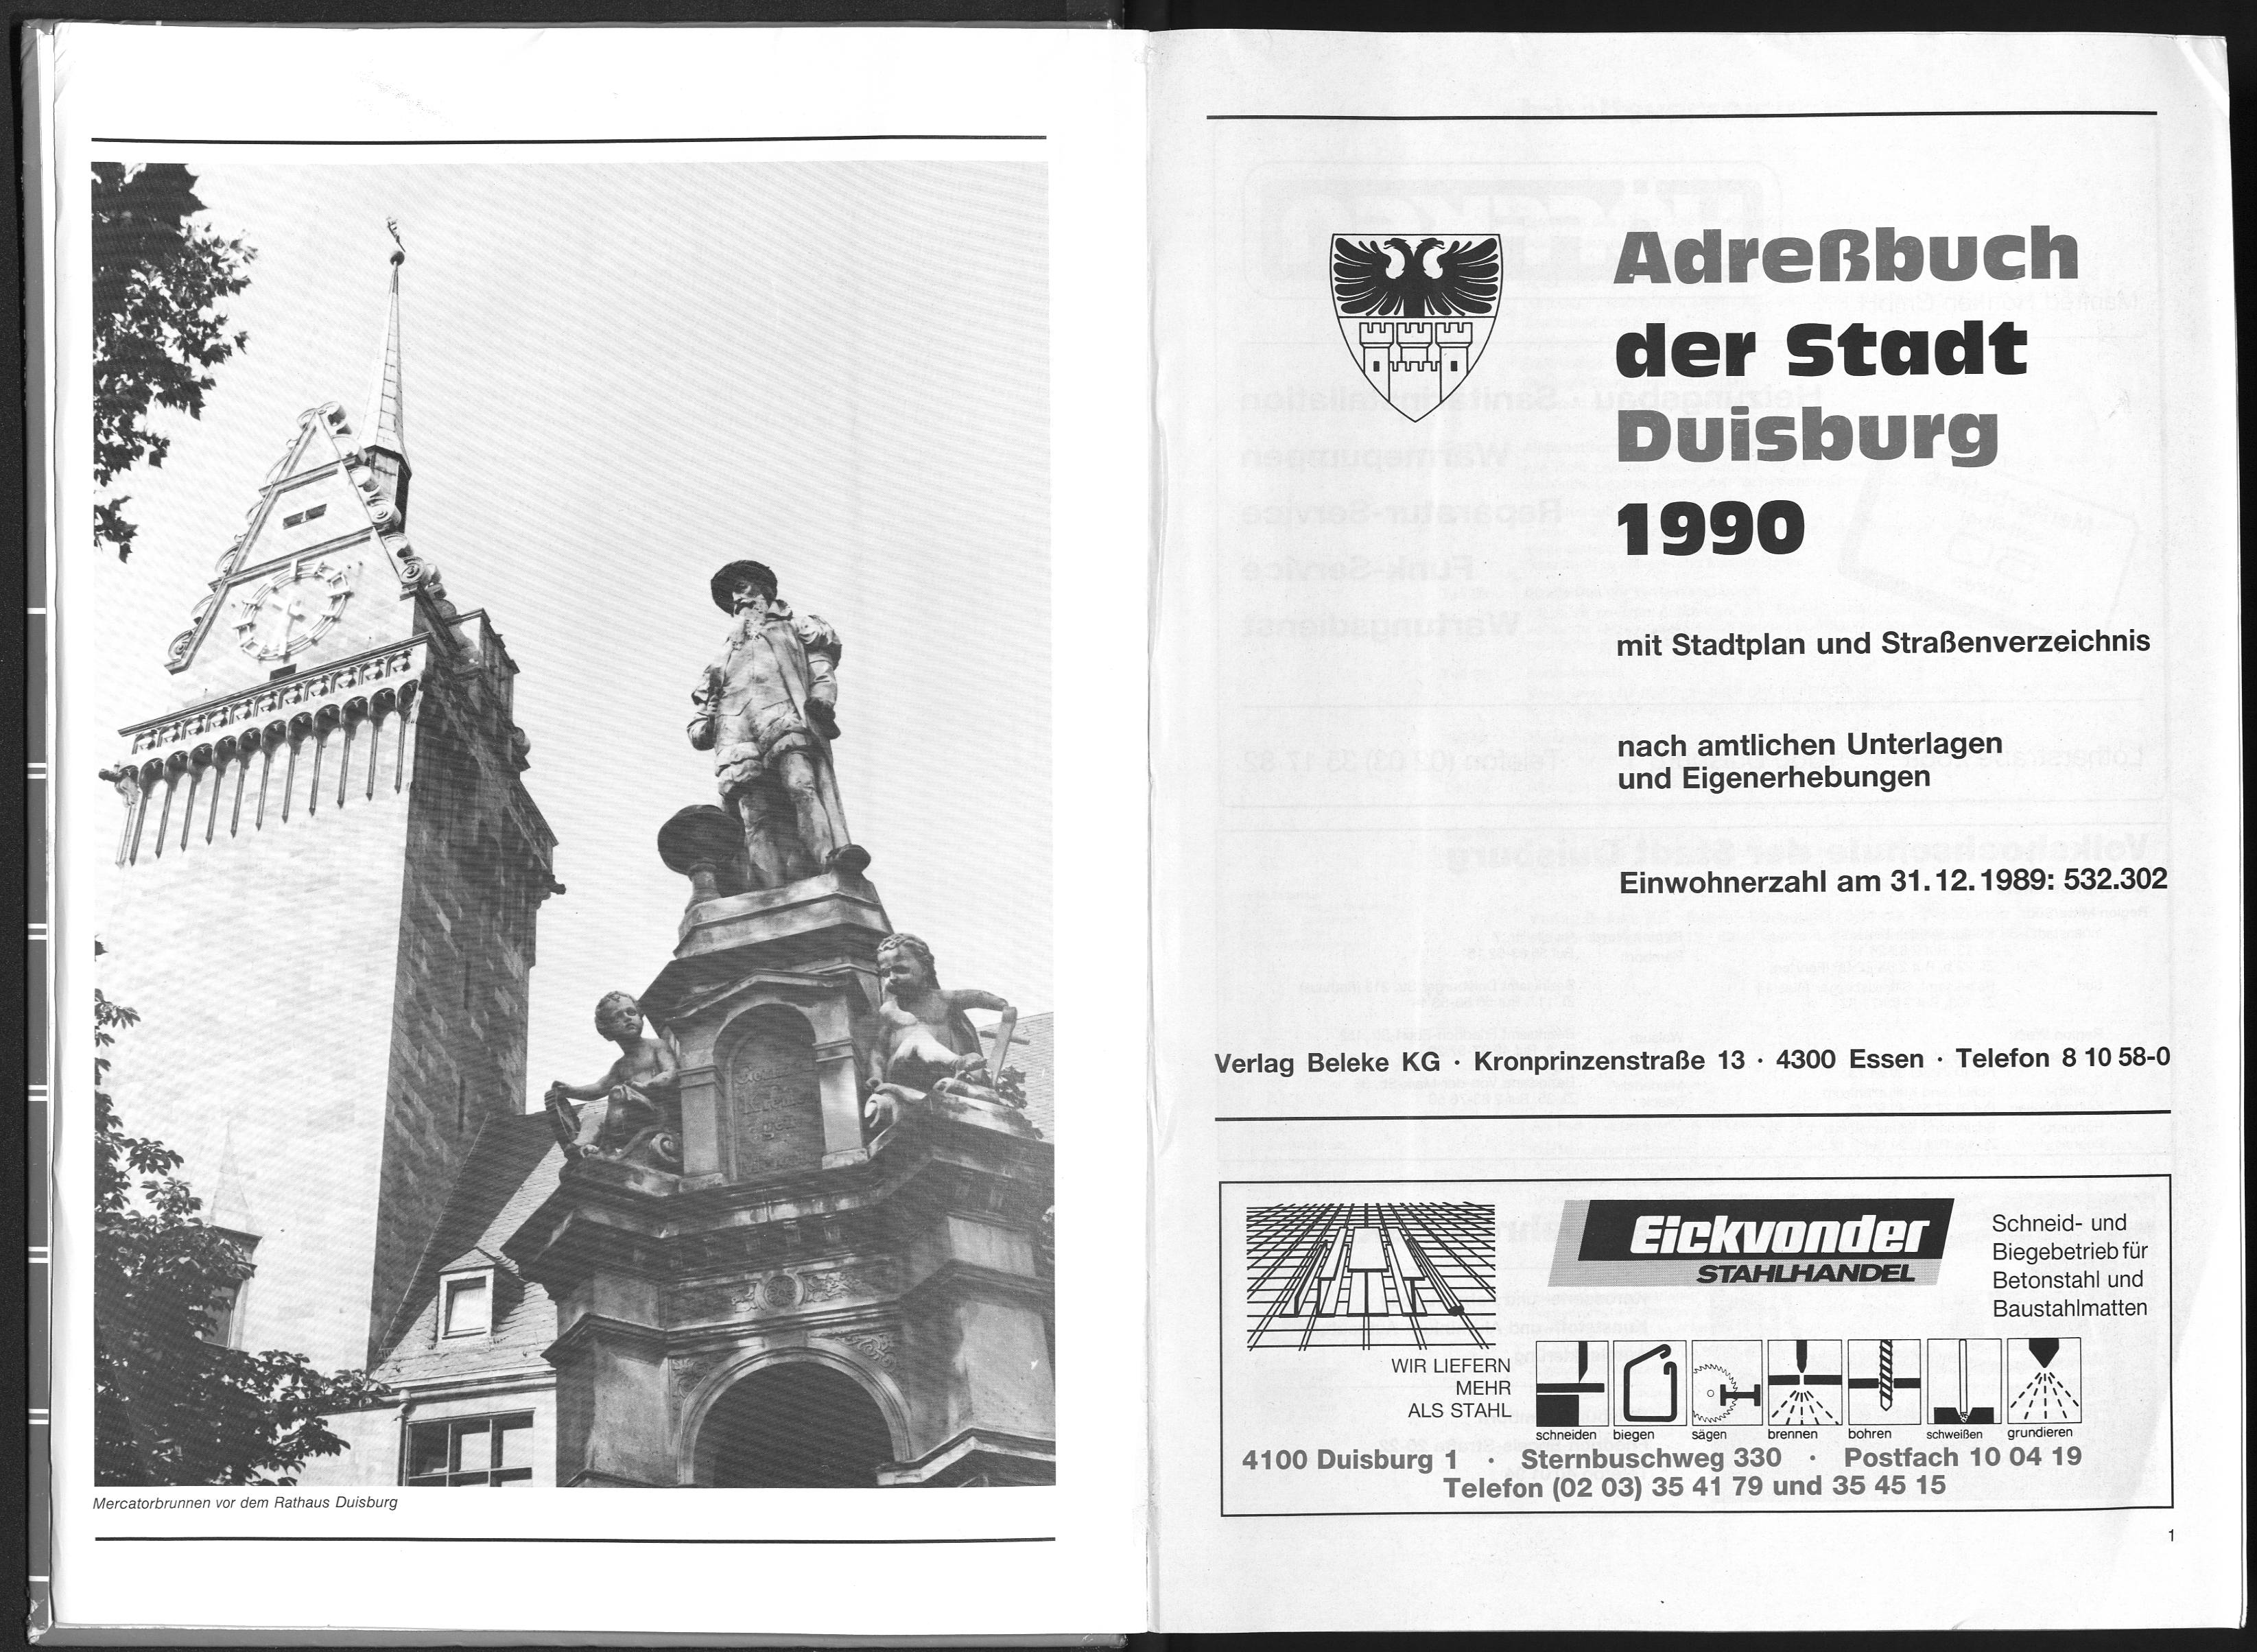 Mercatorbrunnen vor dem Rathaus Duisburg
Adreßbuch
der Stadt
Duisburg
1990
mit Stadtplan und Straßenverzeichnis
nach amtlichen Unterlagen
und Eigenerhebungen
Einwohnerzahl am 31.12.1989: 532.302
Verlag Beleke KG · Kronprinzenstraße 13 · 4300 Essen · Telefon 8 10 58-0
Eickvonder
STAHLHANDEL
Schneid- und
Biegebetrieb für
Betonstahl und
Baustahlmatten
WIR LIEFERN
MEHR
ALS STAHL
schneiden biegen sägen brennen bohren schweißen grundieren
4100 Duisburg 1 · Sternbuschweg 330 · Postfach 10 04 19
Telefon (02 03) 35 41 79 und 35 45 15
1